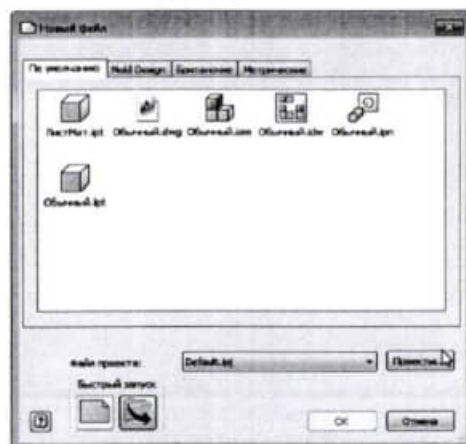 Новый файл
По умолчанию Mold Design Британские Метрические
ЛистМет.ipt Обычный.dwg Обычный.iam Обычный.idw Обычный.ipn
Обычный.ipt
Файл проекта: Default.ipj Проекты...
Быстрый запуск
OK Отмена